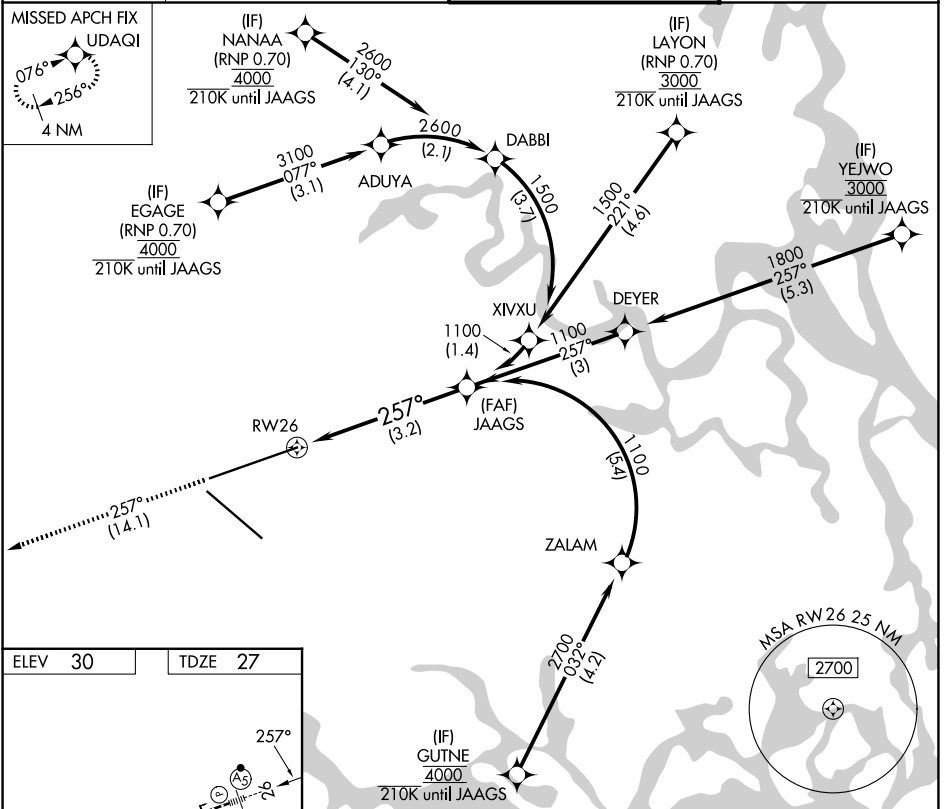 MISSED APCH FIX
UDAQI
076°
256°
4 NM
(IF)
NANAA
(RNP 0.70)
4000
210K until JAAGS
2600
130°
(4.1)
(IF)
LAYON
(RNP 0.70)
3000
210K until JAAGS
2600
(2.1)
DABBI
3100
077°
(3.1)
ADUYA
1500
(3.7)
1500
221°
(4.6)
(IF)
YEJWO
3000
210K until JAAGS
(IF)
EGAGE
(RNP 0.70)
4000
210K until JAAGS
1800
257°
(5.3)
XIVXU
DEYER
1100
(1.4)
1100
257°
(3)
(FAF)
JAAGS
257°
(3.2)
RW26
1100
(5.4)
257°
(14.1)
ZALAM
2700
032°
(4.2)
MSA RW26 25 NM
2700
ELEV 30
TDZE 27
257°
(IF)
GUTNE
4000
210K until JAAGS
A5
P
26